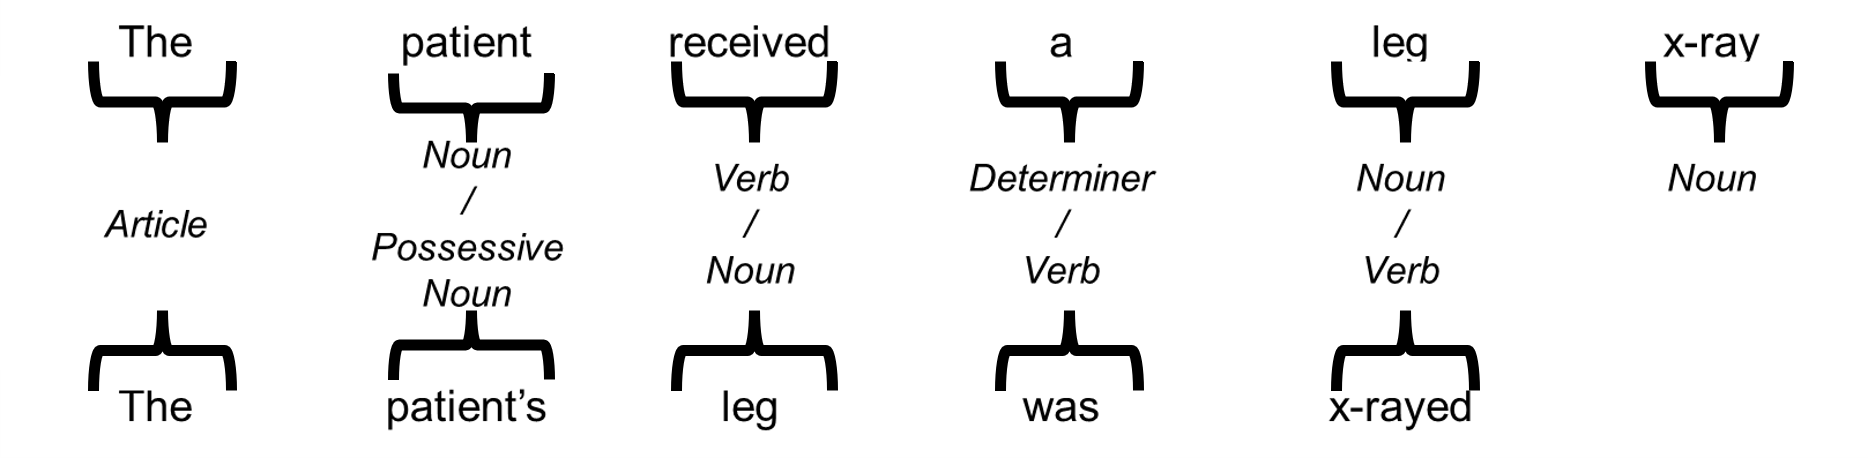 The patient received a leg x-ray
Noun
Verb Determiner Noun Noun
/
Article / / /
Possessive
Noun Verb Verb
Noun
The patient’s leg was x-rayed